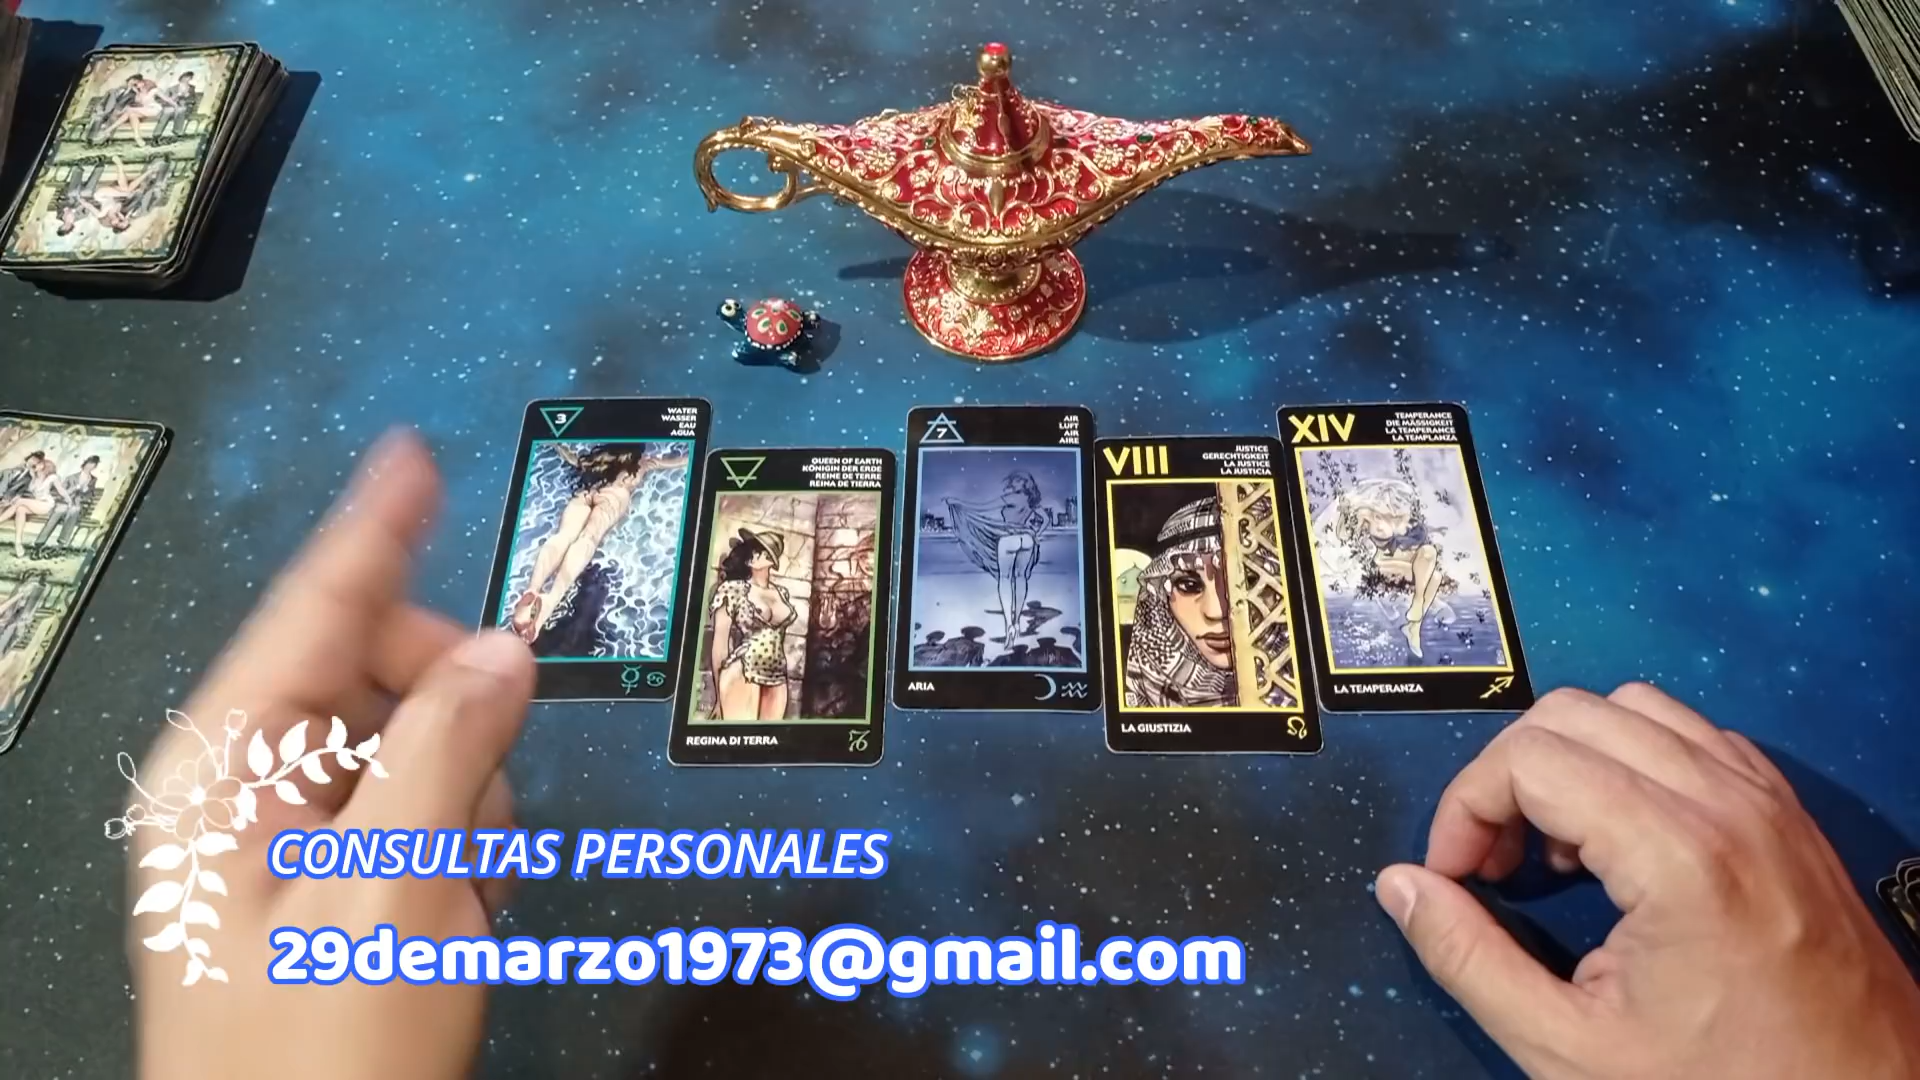 3
WATER
WASSER
EAU
AGUA
QUEEN OF EARTH
KÖNIGIN DER ERDE
REINE DE TERRE
REINA DE TIERRA
REGINA DI TERRA
7
AIR
LUFT
AIR
AIRE
ARIA
VIII
JUSTICE
GERECHTIGKEIT
LA JUSTICE
LA JUSTICIA
LA GIUSTIZIA
XIV
TEMPERANCE
DIE MÄSSIGKEIT
LA TEMPERANCE
LA TEMPLANZA
LA TEMPERANZA
CONSULTAS PERSONALES
29demarzo1973@gmail.com